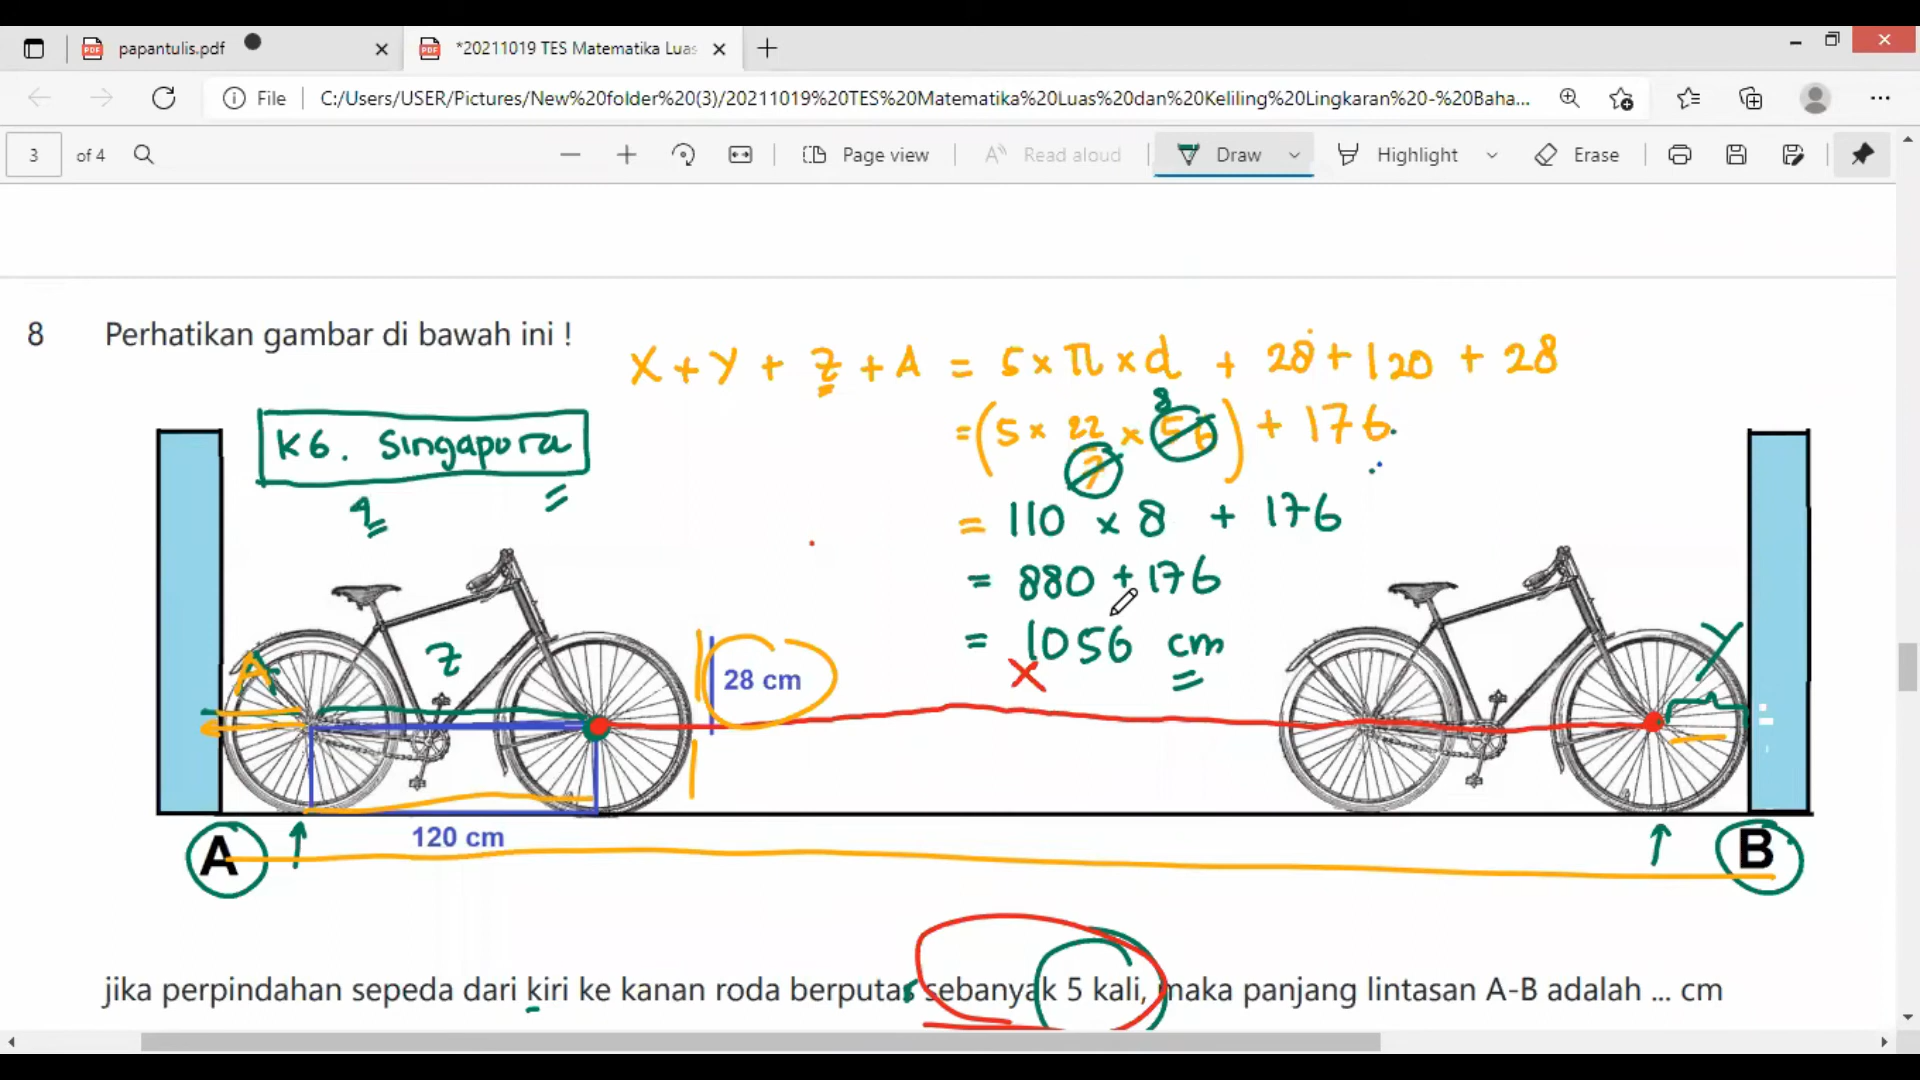 papantulis.pdf
*20211019 TES Matematika Luas
File
C:/Users/USER/Pictures/New%20folder%20(3)/20211019%20TES%20Matematika%20Luas%20dan%20Keliling%20Lingkaran%20-%20Baha...
3 of 4
Page view
Read aloud
Draw
Highlight
Erase
8 Perhatikan gambar di bawah ini !
X + Y + Z + A = 5 × π × d + 28 + 120 + 28
= (5 × 22/7 × 56) + 176
8
K6. Singapura
= 110 × 8 + 176
= 880 + 176
= 1056 cm
X
A
Z
Y
28 cm
120 cm
A
B
jika perpindahan sepeda dari kiri ke kanan roda berputar sebanyak 5 kali, maka panjang lintasan A-B adalah ... cm